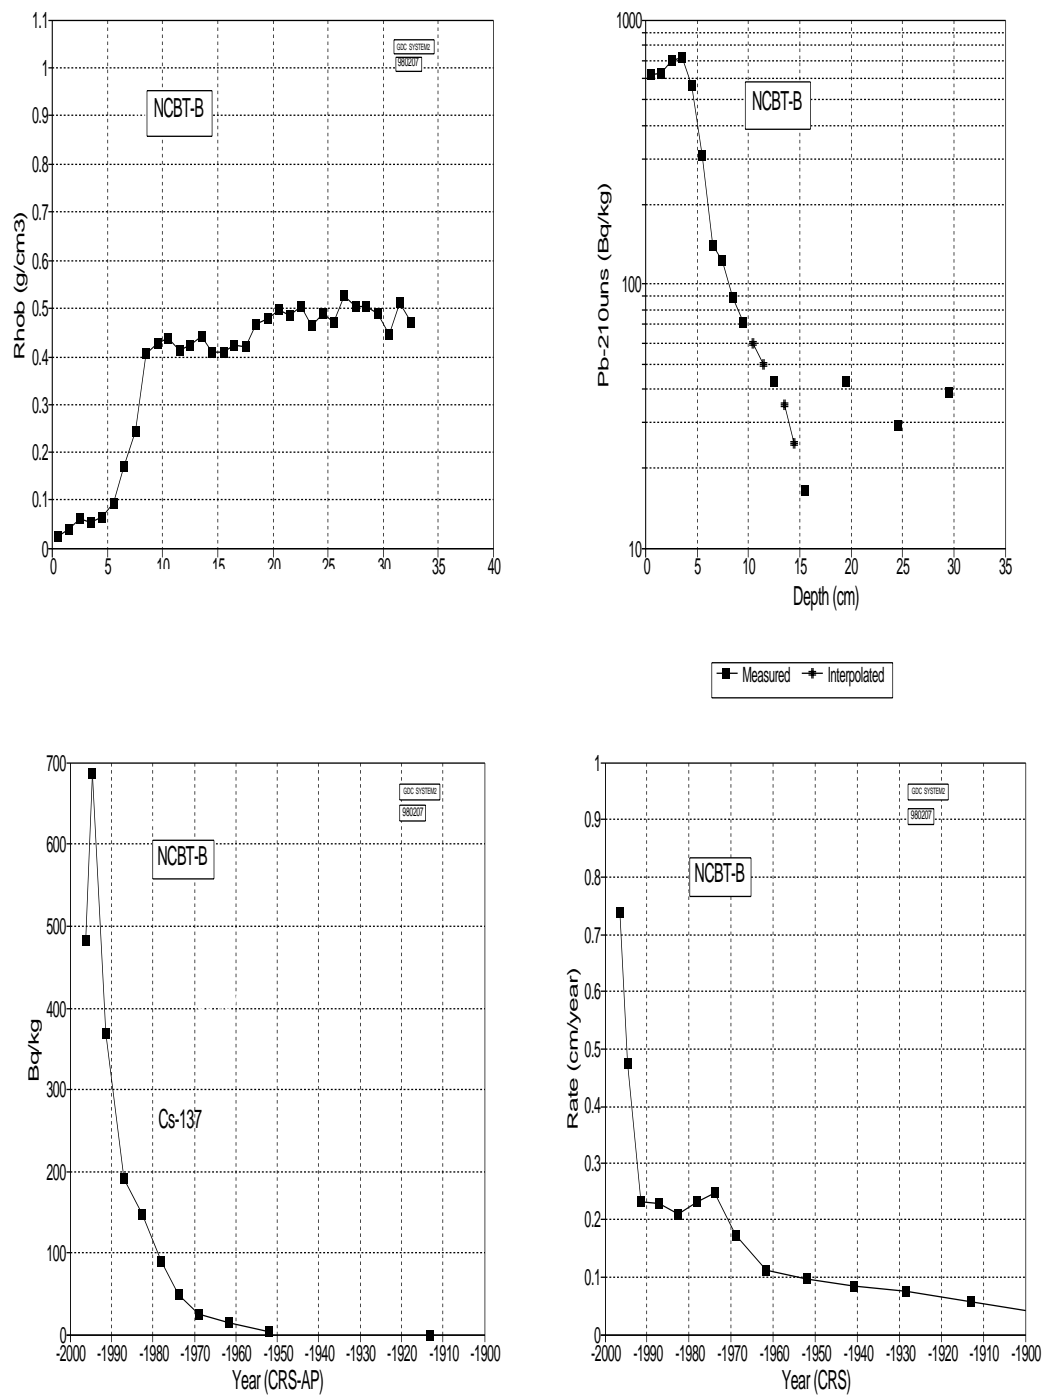 1.1
1
0.9
0.8
0.7
0.6
0.5
0.4
0.3
0.2
0.1
0
Rhob (g/cm3)
GDC SYSTEM2
980207
NCBT-B
0 5 10 15 20 25 30 35 40
1000
100
10
Pb-210uns (Bq/kg)
NCBT-B
0 5 10 15 20 25 30 35
Depth (cm)
Measured Interpolated
700
600
500
400
300
200
100
0
Bq/kg
GDC SYSTEM2
980207
NCBT-B
Cs-137
-2000 -1990 -1980 -1970 -1960 -1950 -1940 -1930 -1920 -1910 -1900
Year (CRS-AP)
1
0.9
0.8
0.7
0.6
0.5
0.4
0.3
0.2
0.1
0
Rate (cm/year)
GDC SYSTEM2
980207
NCBT-B
-2000 -1990 -1980 -1970 -1960 -1950 -1940 -1930 -1920 -1910 -1900
Year (CRS)